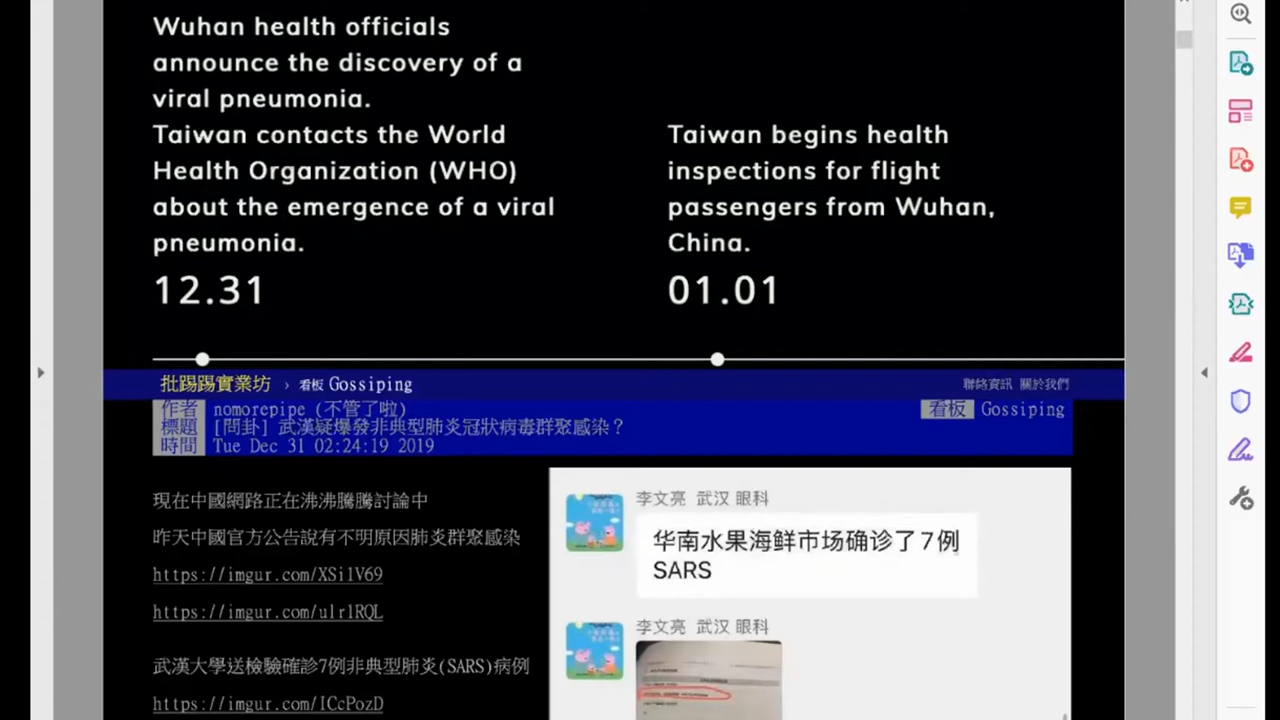 Wuhan health officials
announce the discovery of a
viral pneumonia.
Taiwan contacts the World
Health Organization (WHO)
about the emergence of a viral
pneumonia.
12.31
Taiwan begins health
inspections for flight
passengers from Wuhan,
China.
01.01
批踢踢實業坊 › 看板 Gossiping
聯絡資訊 關於我們
作者 nomorepipe (不管了啦)
看板 Gossiping
標題 [問卦] 武漢疑爆發非典型肺炎冠狀病毒群聚感染？
時間 Tue Dec 31 02:24:19 2019
現在中國網路正在沸沸騰騰討論中
昨天中國官方公告說有不明原因肺炎群聚感染
https://imgur.com/XSi1V69
https://imgur.com/ulrlRQL
武漢大學送檢驗確診7例非典型肺炎(SARS)病例
https://imgur.com/ICcPozD
李文亮 武汉 眼科
华南水果海鲜市场确诊了7例
SARS
李文亮 武汉 眼科